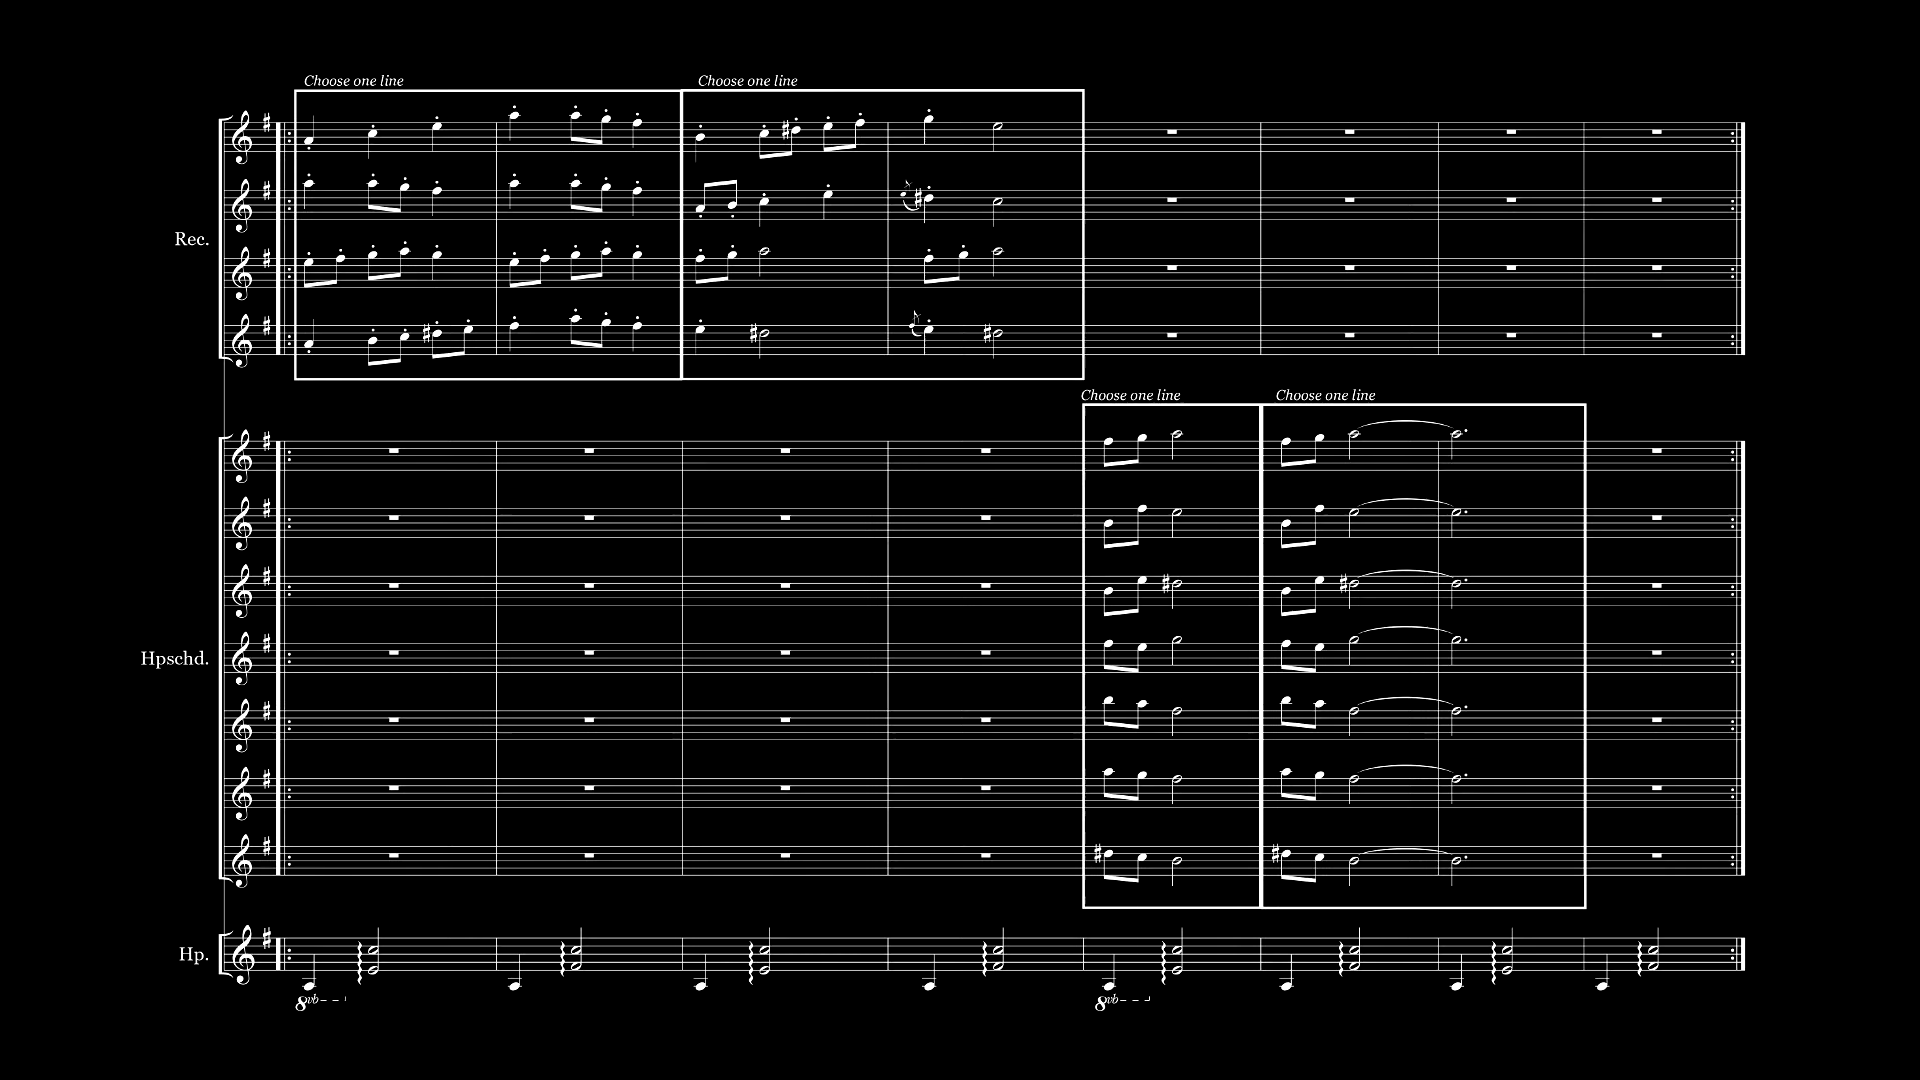 Choose one line
Choose one line
Rec.
Choose one line
Choose one line
Hpschd.
Hp.
8vb
8vb